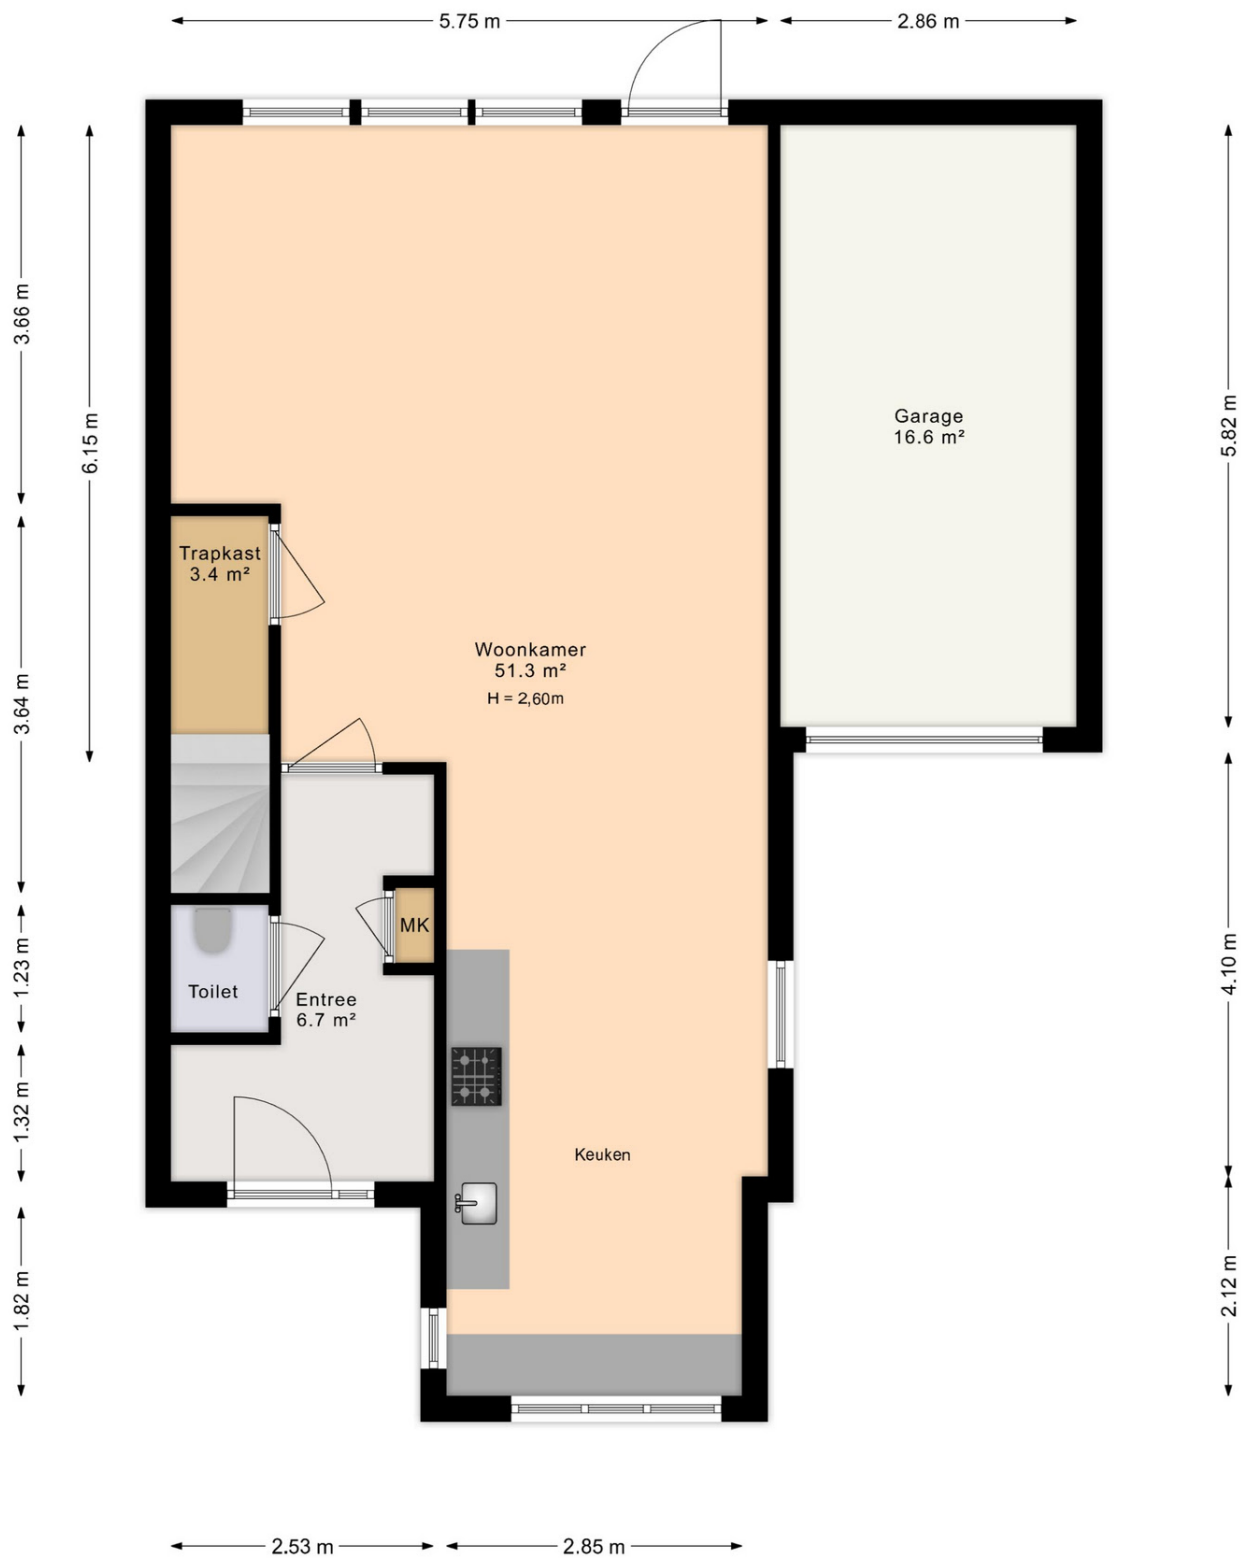 5.75 m
2.86 m
3.66 m
6.15 m
5.82 m
Garage
16.6 m²
Trapkast
3.4 m²
Woonkamer
51.3 m²
H = 2,60m
3.64 m
MK
4.10 m
1.23 m
Toilet
Entree
6.7 m²
1.32 m
Keuken
1.82 m
2.12 m
2.53 m
2.85 m